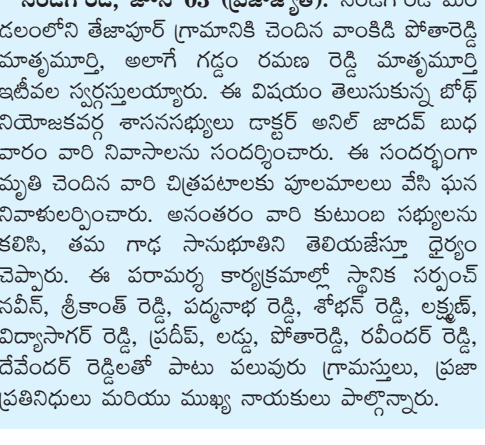 03 (ప్రజాజ్యోతి):
డలంలోని తేజాపూర్ గ్రామానికి చెందిన వాంకిడి పోతారెడ్డి
మాతృమూర్తి, అలాగే గడ్డం రమణ రెడ్డి మాతృమూర్తి
ఇటీవల స్వర్గస్తులయ్యారు. ఈ విషయం తెలుసుకున్న బోథ్
నియోజకవర్గ శాసనసభ్యులు డాక్టర్ అనిల్ జాదవ్ బుధ
వారం వారి నివాసాలను సందర్శించారు. ఈ సందర్భంగా
మృతి చెందిన వారి చిత్రపటాలకు పూలమాలలు వేసి ఘన
నివాళులర్పించారు. అనంతరం వారి కుటుంబ సభ్యులను
కలిసి, తమ గాఢ సానుభూతిని తెలియజేస్తూ ధైర్యం
చెప్పారు. ఈ పరామర్శ కార్యక్రమాల్లో స్థానిక సర్పంచ్
నవీన్, శ్రీకాంత్ రెడ్డి, పద్మనాభ రెడ్డి, శోభన్ రెడ్డి, లక్ష్మణ్,
విద్యాసాగర్ రెడ్డి, ప్రదీప్, లడ్డు, పోతారెడ్డి, రవీందర్ రెడ్డి,
దేవేందర్ రెడ్డిలతో పాటు పలువురు గ్రామస్తులు, ప్రజా
ప్రతినిధులు మరియు ముఖ్య నాయకులు పాల్గొన్నారు.